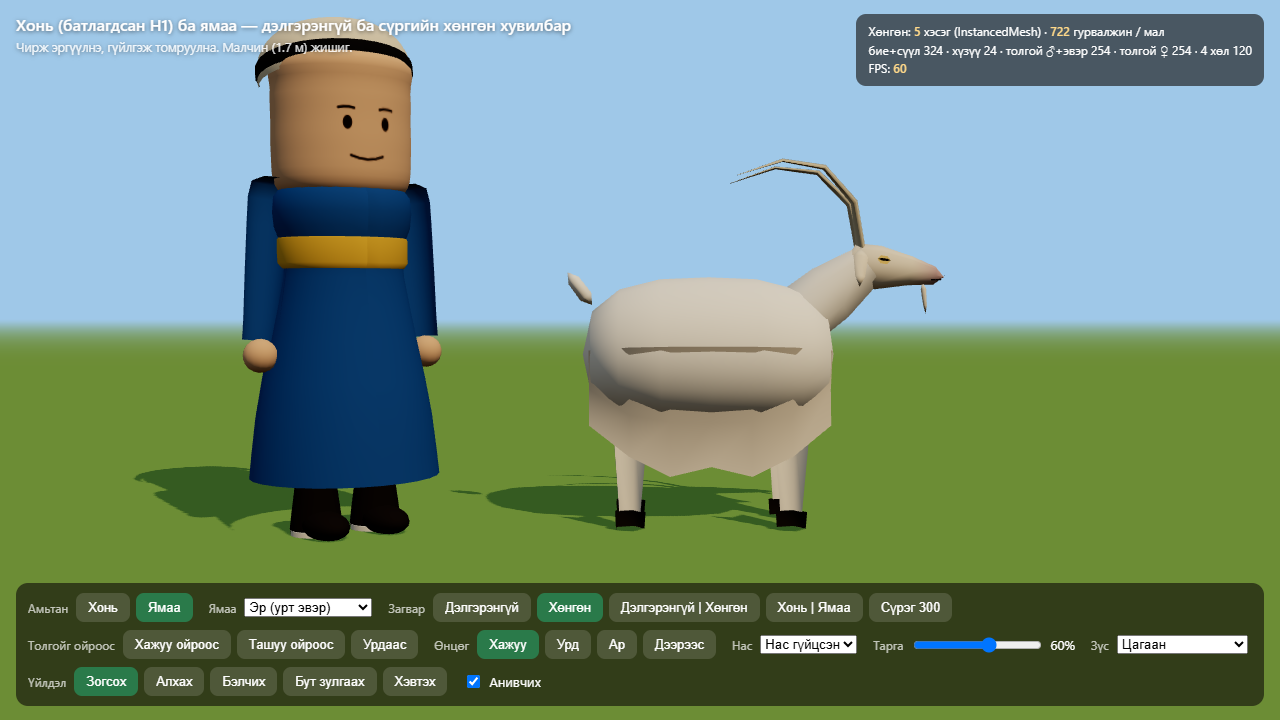 Хонь (батлагдсан H1) ба ямаа — дэлгэрэнгүй ба сүргийн хөнгөн хувилбар
Чирж эргүүлнэ, гүйлгэж томруулна. Малчин (1.7 м) жишиг.
Хөнгөн: 5 хэсэг (InstancedMesh) · 722 гурвалжин / мал
бие+сүүл 324 · хүзүү 24 · толгой ♂+эвэр 254 · толгой ♀ 254 · 4 хөл 120
FPS: 60
Амьтан Хонь Ямаа Ямаа Эр (урт эвэр) Загвар Дэлгэрэнгүй Хөнгөн Дэлгэрэнгүй | Хөнгөн Хонь | Ямаа Сүрэг 300
Толгойг ойроос Хажуу ойроос Ташуу ойроос Урдаас Өнцөг Хажуу Урд Ар Дээрээс Нас Нас гүйцсэн Тарга 60% Зүс Цагаан
Үйлдэл Зогсох Алхах Бэлчих Бут зулгаах Хэвтэх Анивчих